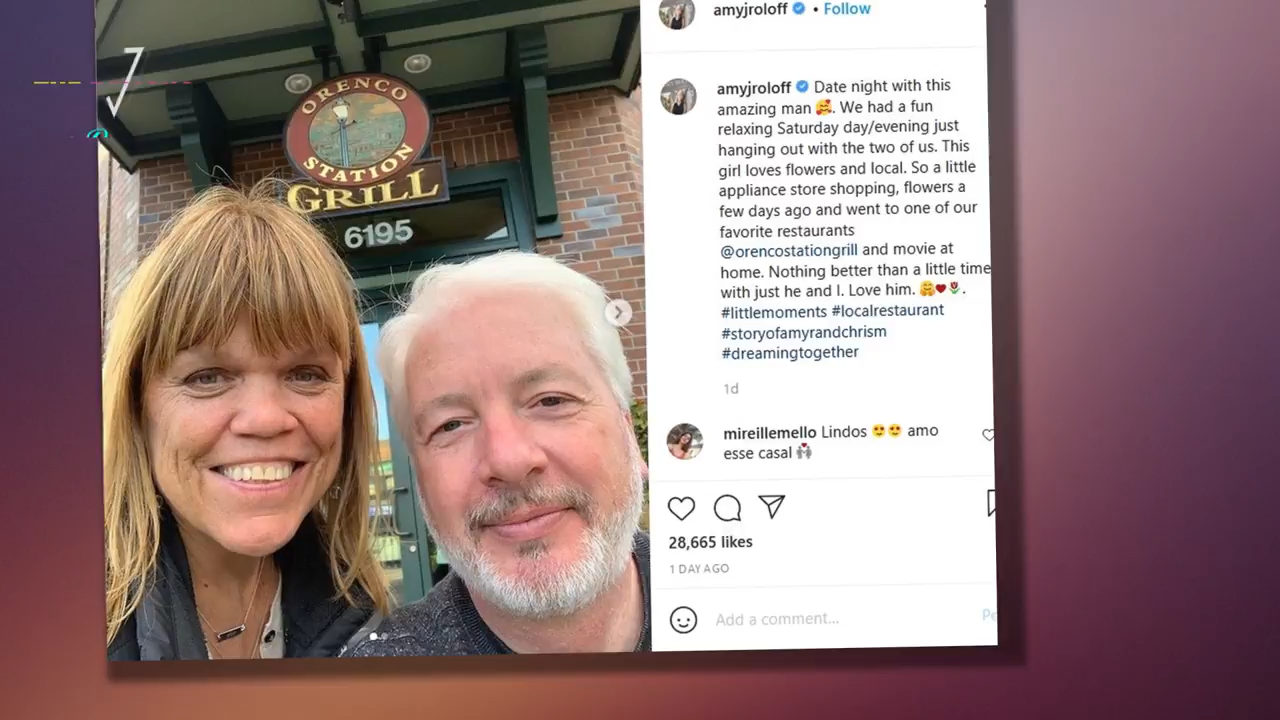 ORENCO
STATION
GRILL
6195
amyjroloff • Follow
amyjroloff Date night with this
amazing man 🥰. We had a fun
relaxing Saturday day/evening just
hanging out with the two of us. This
girl loves flowers and local. So a little
appliance store shopping, flowers a
few days ago and went to one of our
favorite restaurants
@orencostationgrill and movie at
home. Nothing better than a little time
with just he and I. Love him. 🤗❤️🌷.
#littlemoments #localrestaurant
#storyofamyrandchrism
#dreamingtogether
1d
mireillemello Lindos 😍😍 amo
esse casal 💏
28,665 likes
1 DAY AGO
Add a comment...